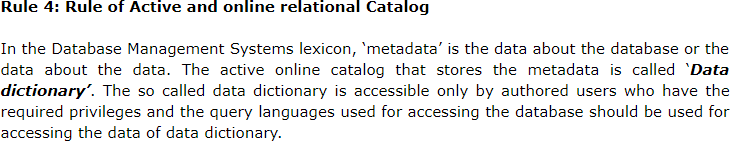 Rule 4: Rule of Active and online relational Catalog
In the Database Management Systems lexicon, ‘metadata’ is the data about the database or the
data about the data. The active online catalog that stores the metadata is called ‘Data
dictionary’. The so called data dictionary is accessible only by authored users who have the
required privileges and the query languages used for accessing the database should be used for
accessing the data of data dictionary.